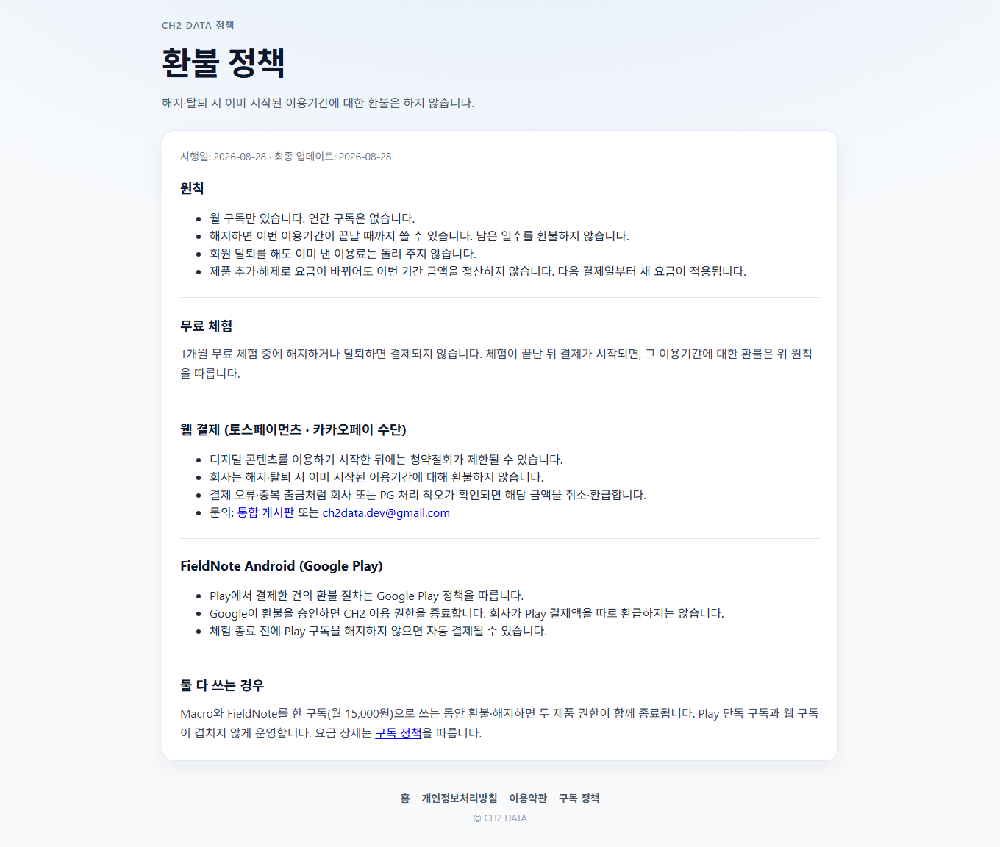 CH2 DATA 정책
환불 정책
해지·탈퇴 시 이미 시작된 이용기간에 대한 환불은 하지 않습니다.
시행일: 2026-08-28 · 최종 업데이트: 2026-08-28
원칙
• 월 구독만 있습니다. 연간 구독은 없습니다.
• 해지하면 이번 이용기간이 끝날 때까지 쓸 수 있습니다. 남은 일수를 환불하지 않습니다.
• 회원 탈퇴를 해도 이미 낸 이용료는 돌려 주지 않습니다.
• 제품 추가·해제로 요금이 바뀌어도 이번 기간 금액을 정산하지 않습니다. 다음 결제일부터 새 요금이 적용됩니다.
무료 체험
1개월 무료 체험 중에 해지하거나 탈퇴하면 결제되지 않습니다. 체험이 끝난 뒤 결제가 시작되면, 그 이용기간에 대한 환불은 위 원칙
을 따릅니다.
웹 결제 (토스페이먼츠 · 카카오페이 수단)
• 디지털 콘텐츠를 이용하기 시작한 뒤에는 청약철회가 제한될 수 있습니다.
• 회사는 해지·탈퇴 시 이미 시작된 이용기간에 대해 환불하지 않습니다.
• 결제 오류·중복 출금처럼 회사 또는 PG 처리 착오가 확인되면 해당 금액을 취소·환급합니다.
• 문의: 통합 게시판 또는 ch2data.dev@gmail.com
FieldNote Android (Google Play)
• Play에서 결제한 건의 환불 절차는 Google Play 정책을 따릅니다.
• Google이 환불을 승인하면 CH2 이용 권한을 종료합니다. 회사가 Play 결제액을 따로 환급하지는 않습니다.
• 체험 종료 전에 Play 구독을 해지하지 않으면 자동 결제될 수 있습니다.
둘 다 쓰는 경우
Macro와 FieldNote를 한 구독(월 15,000원)으로 쓰는 동안 환불·해지하면 두 제품 권한이 함께 종료됩니다. Play 단독 구독과 웹 구독
이 겹치지 않게 운영합니다. 요금 상세는 구독 정책을 따릅니다.
홈 개인정보처리방침 이용약관 구독 정책
© CH2 DATA